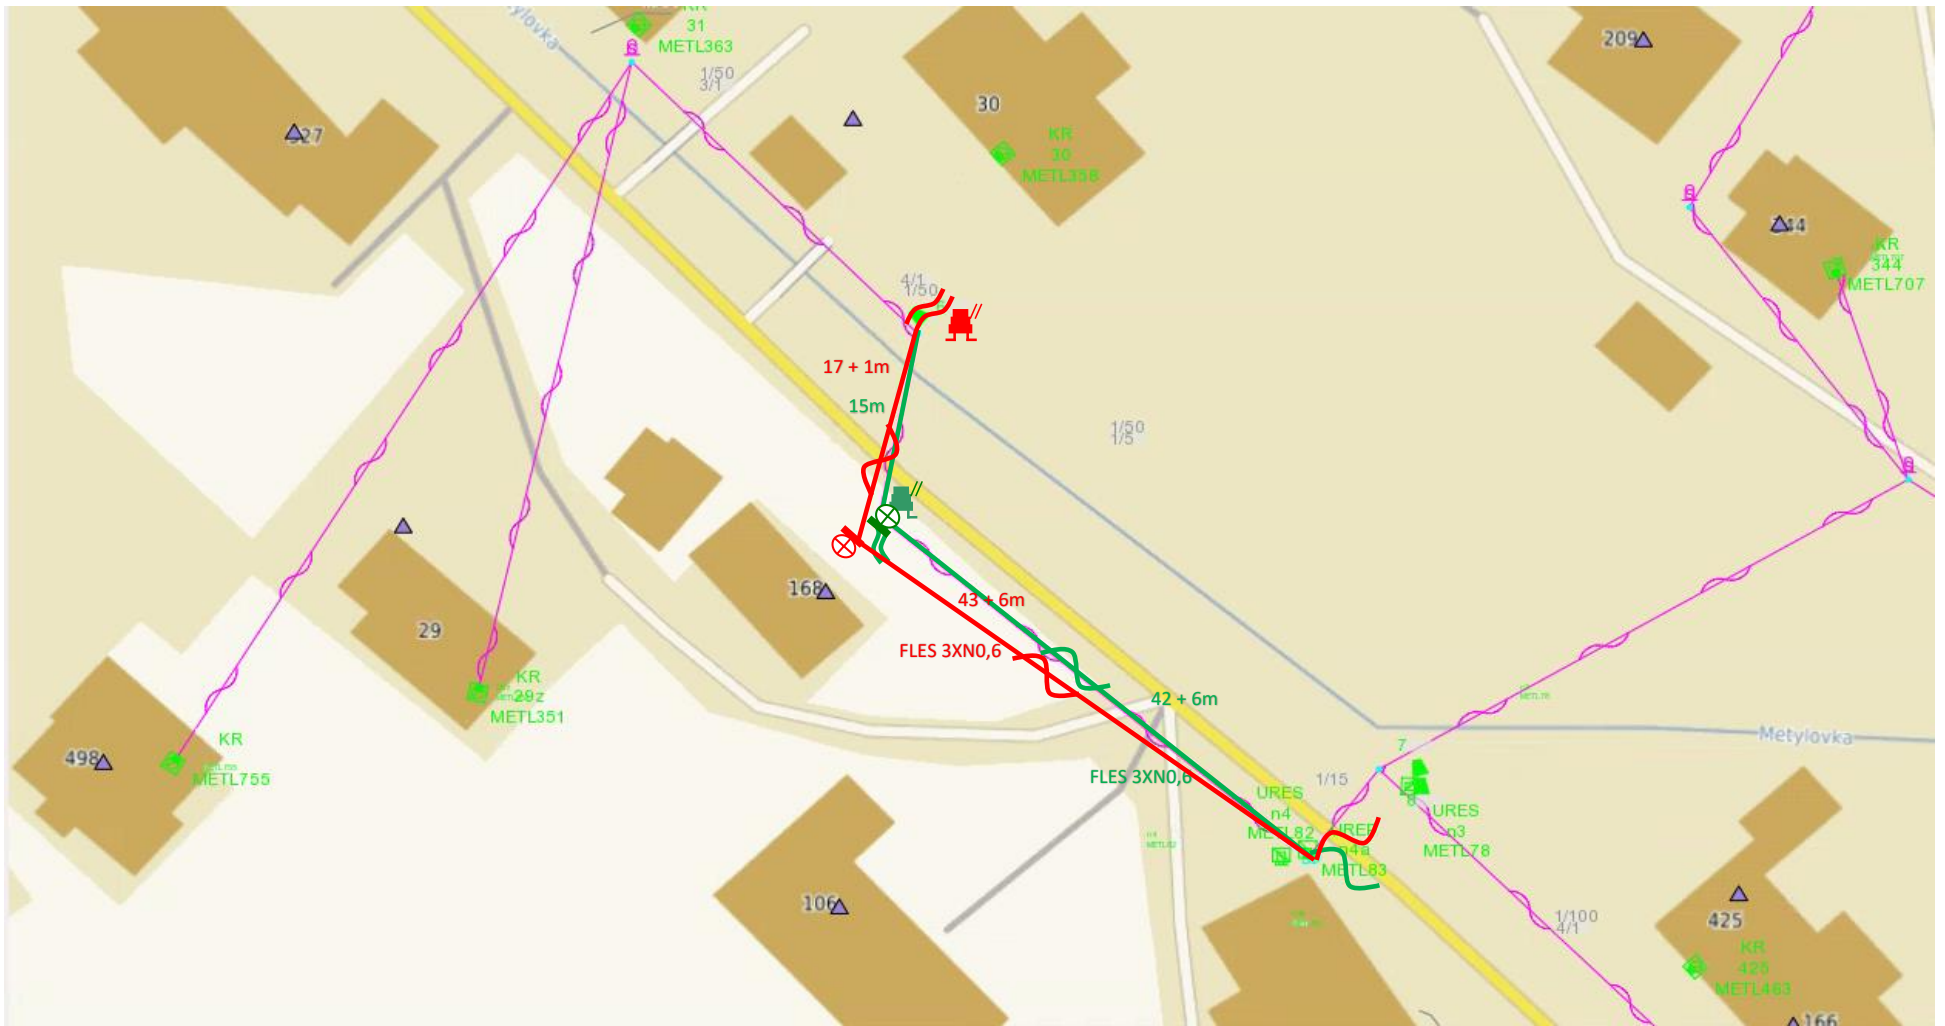 KR
31
METL363
1/50
3/1
30
KR
30
METL358
209
KR
344
METL707
4/1
1/50
17 + 1m
15m
1/50
1/5
168
43 + 6m
FLES 3XN0,6
42 + 6m
FLES 3XN0,6
29
KR
29z
METL351
498
KR
METL755
106
Metylovka
7
1/15
URES
n4
METL82
n4a
METL83
8
URES
n3
METL78
1/100
4/1
425
KR
425
METL463
166